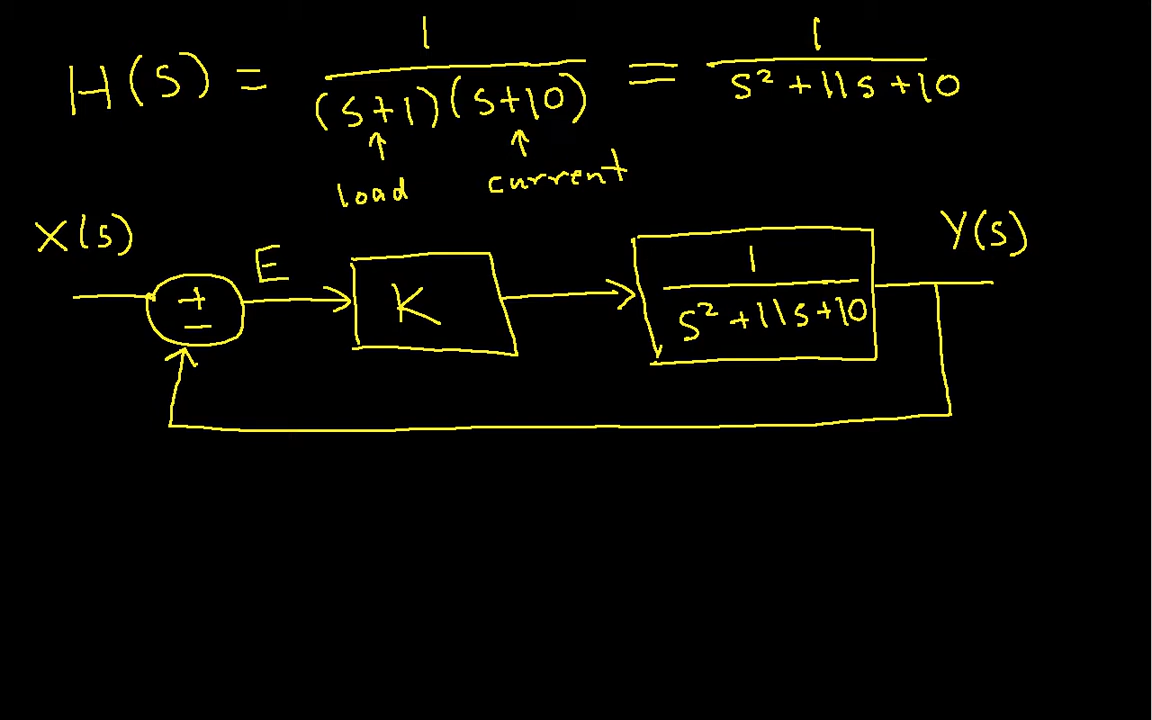 H(s) = 1 / (s+1)(s+10) = 1 / s² + 11s + 10
↑ load ↑ current
X(s) Y(s)
+ − E K 1 / s² + 11s + 10